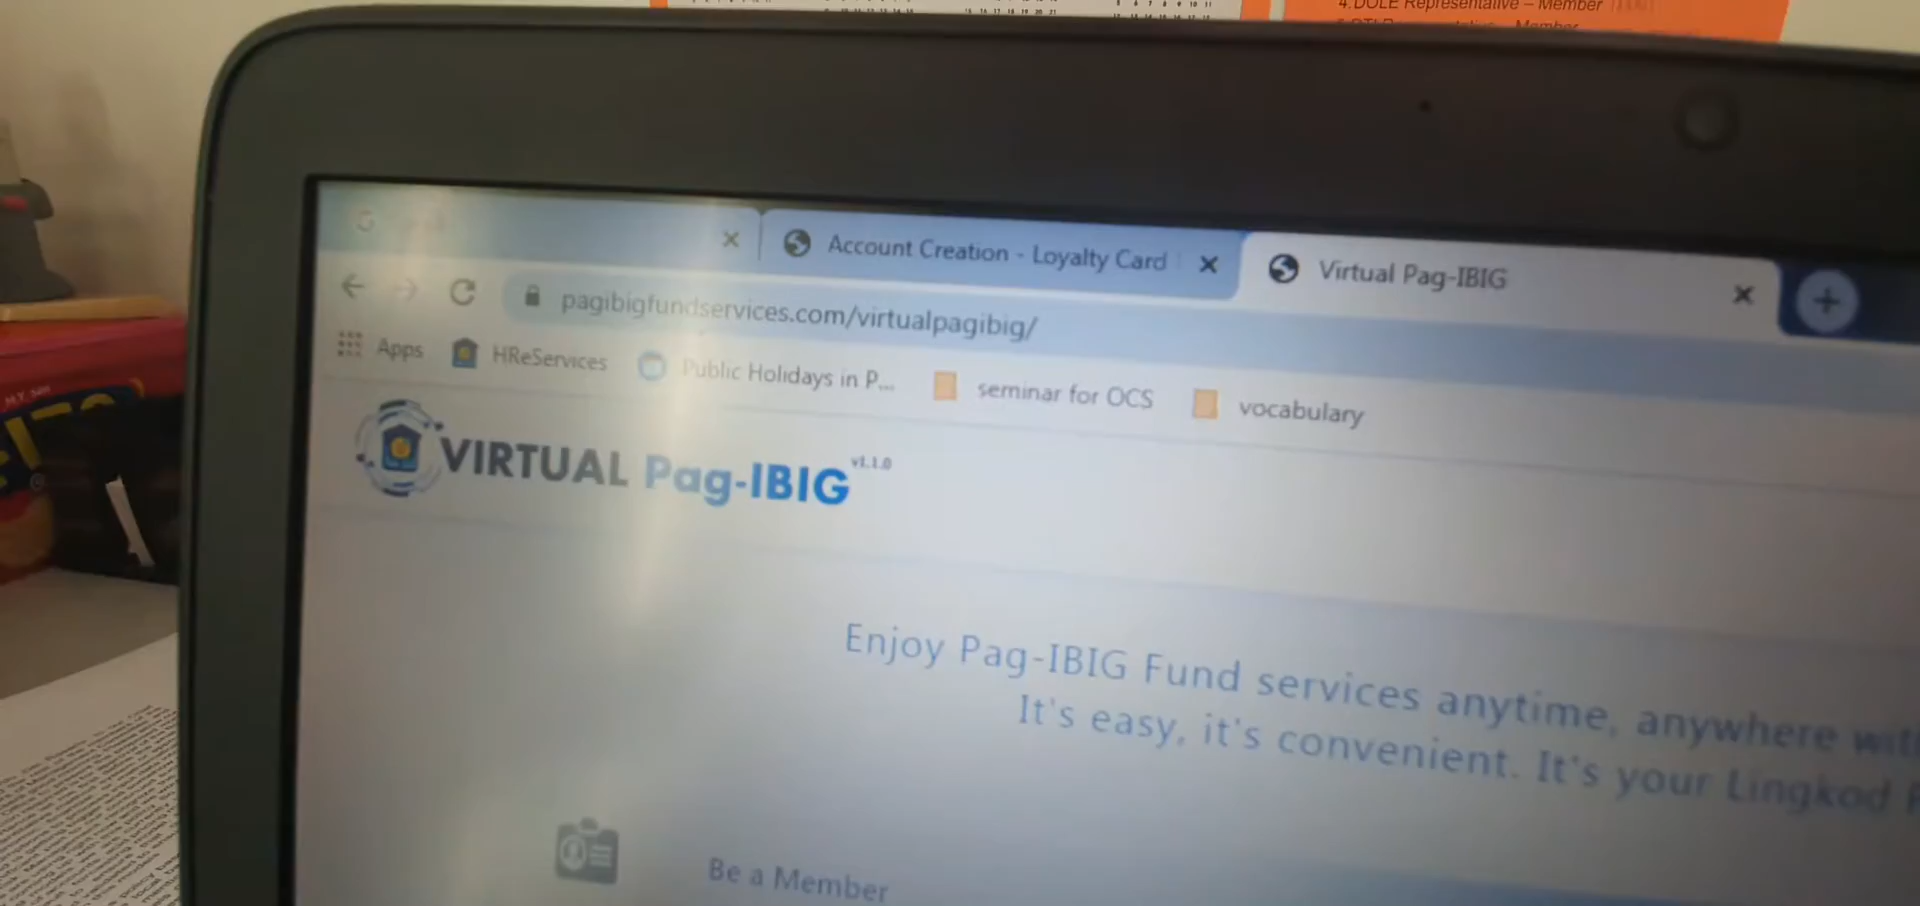 4. DOLE Representative – Member
Account Creation - Loyalty Card
Virtual Pag-IBIG
pagibigfundservices.com/virtualpagibig/
Apps
HReServices
Public Holidays in P...
seminar for OCS
vocabulary
VIRTUAL Pag-IBIG v1.1.0
Enjoy Pag-IBIG Fund services anytime, anywhere with
It's easy, it's convenient. It's your Lingkod
Be a Member